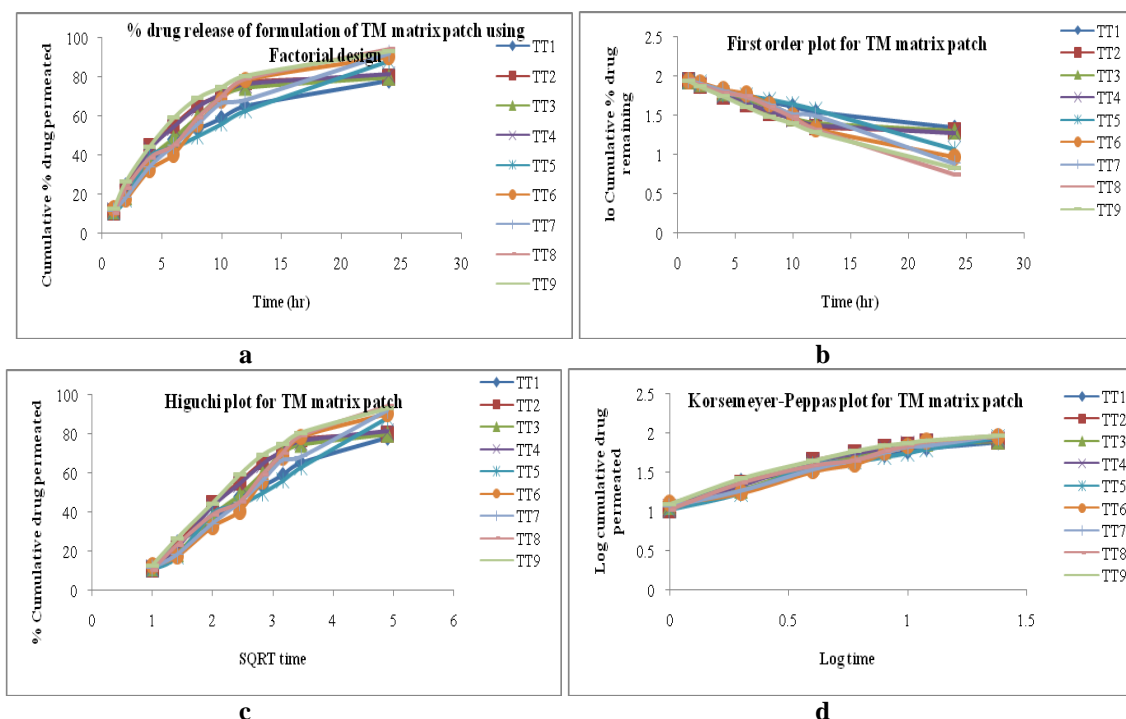 % drug release of formulation of TM matrix patch using
Factorial design
Cumulative % drug permeated
100
80
60
40
20
0
0 5 10 15 20 25 30
Time (hr)
TT1
TT2
TT3
TT4
TT5
TT6
TT7
TT8
TT9
a
First order plot for TM matrix patch
lo Cumulative % drug
remaining
2.5
2
1.5
1
0.5
0
0 5 10 15 20 25 30
Time (hr)
TT1
TT2
TT3
TT4
TT5
TT6
TT7
TT8
TT9
b
Higuchi plot for TM matrix patch
% Cumulative drug permeated
100
80
60
40
20
0
0 1 2 3 4 5 6
SQRT time
TT1
TT2
TT3
TT4
TT5
TT6
TT7
TT8
TT9
c
Korsemeyer-Peppas plot for TM matrix patch
Log cumulative drug
permeated
2.5
2
1.5
1
0.5
0
0 0.5 1 1.5
Log time
TT1
TT2
TT3
TT4
TT5
TT6
TT7
TT8
TT9
d